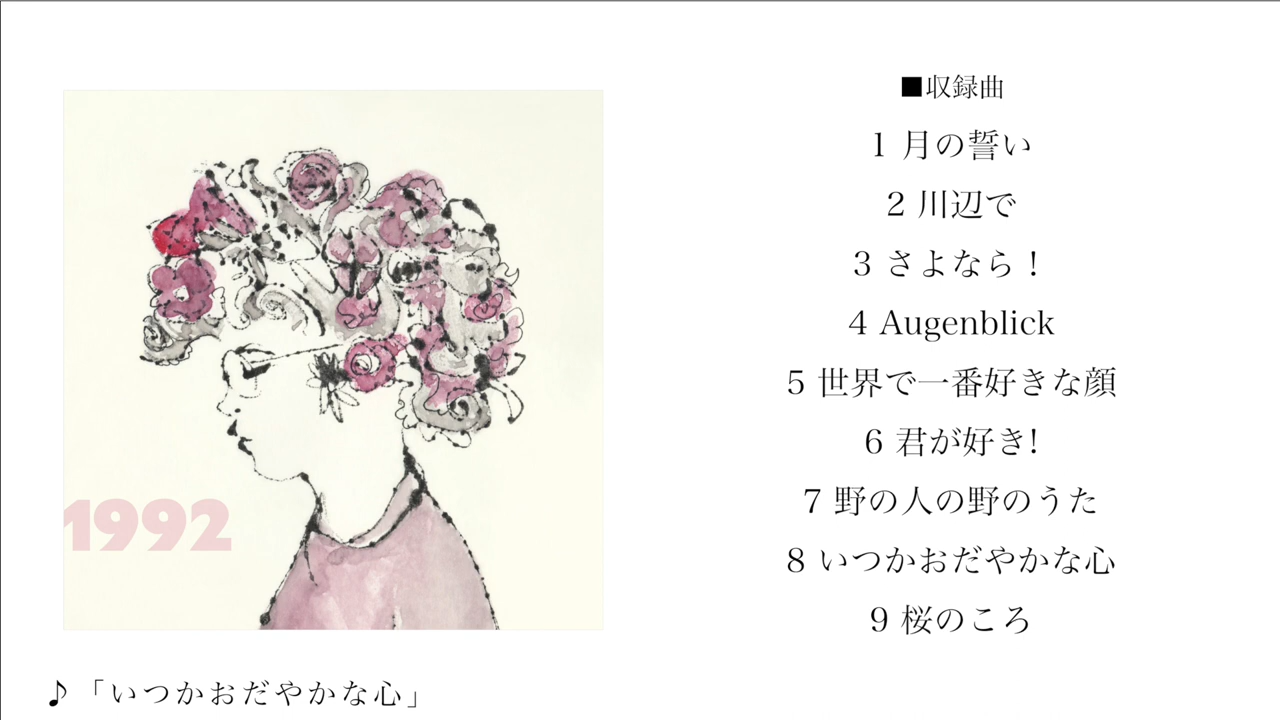 ■収録曲
1 月の誓い
2 川辺で
3 さよなら！
4 Augenblick
5 世界で一番好きな顔
6 君が好き!
7 野の人の野のうた
8 いつかおだやかな心
9 桜のころ
1992
♪「いつかおだやかな心」